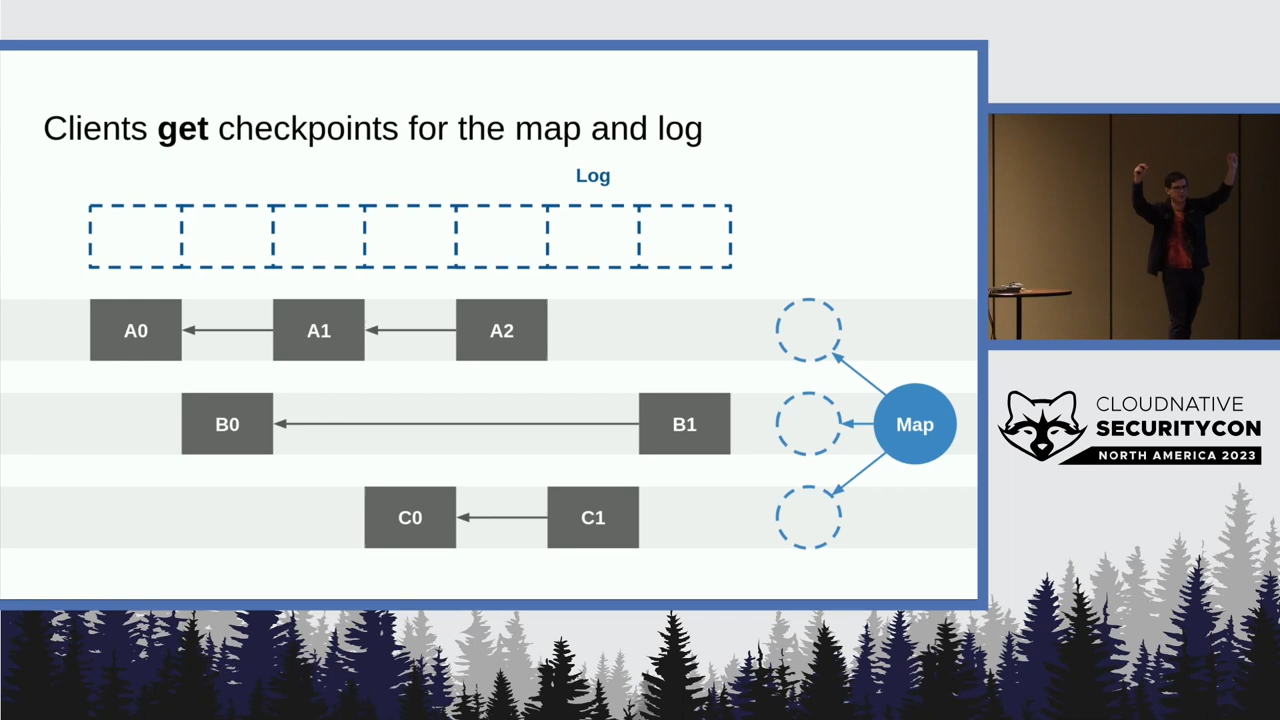 Clients get checkpoints for the map and log
Log
A0
A1
A2
B0
B1
Map
C0
C1
CLOUDNATIVE
SECURITYCON
NORTH AMERICA 2023